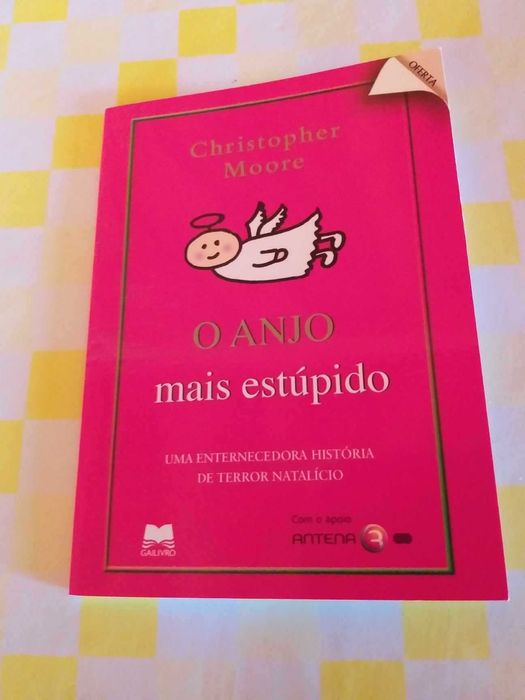 OFERTA
Christopher
Moore
O ANJO
mais estúpido
UMA ENTERNECEDORA HISTÓRIA
DE TERROR NATALÍCIO
GAILIVRO
Com o apoio
ANTENA 3